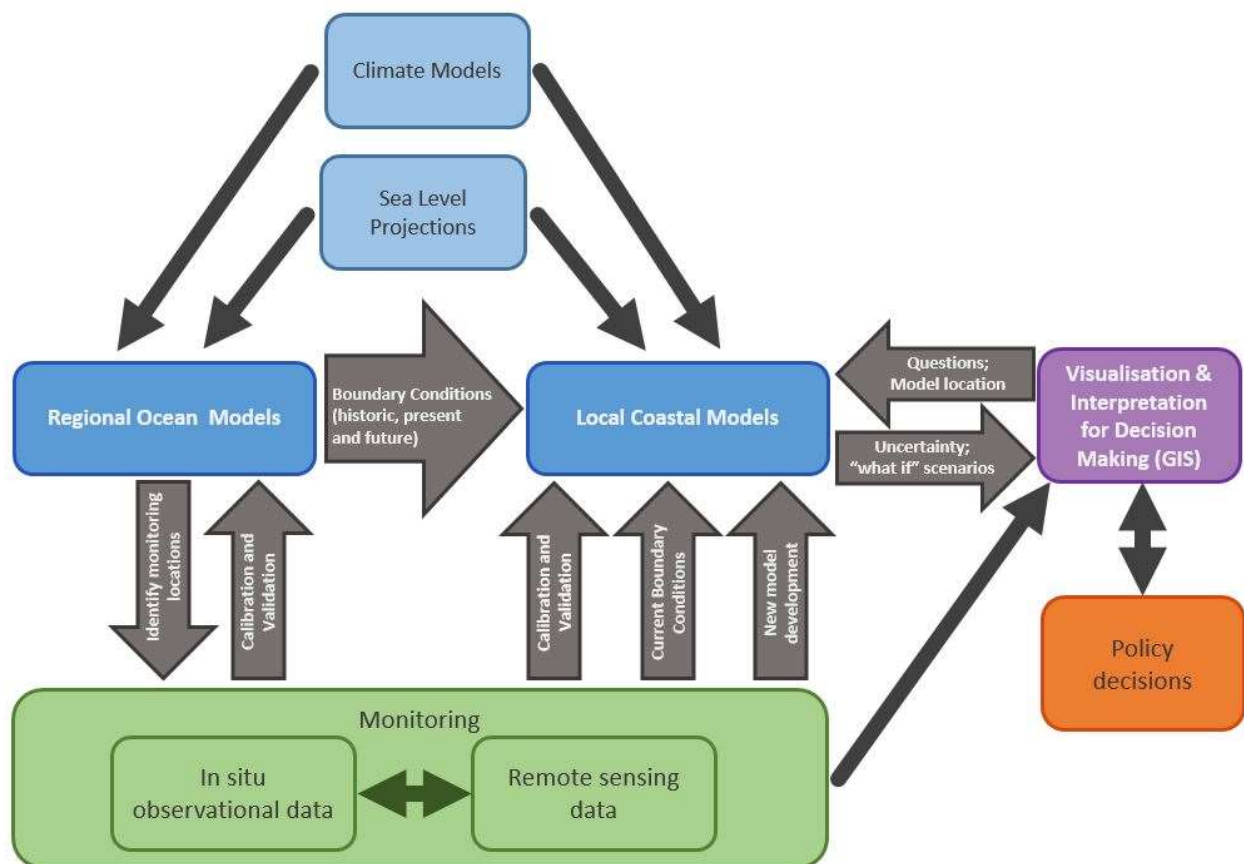 Climate Models
Sea Level
Projections
Regional Ocean Models
Boundary Conditions
(historic, present
and future)
Local Coastal Models
Questions;
Model location
Uncertainty;
“what if” scenarios
Visualisation &
Interpretation
for Decision
Making (GIS)
Identify monitoring
locations
Calibration and
Validation
Calibration and
Validation
Current Boundary
Conditions
New model
development
Policy
decisions
Monitoring
In situ
observational data
Remote sensing
data